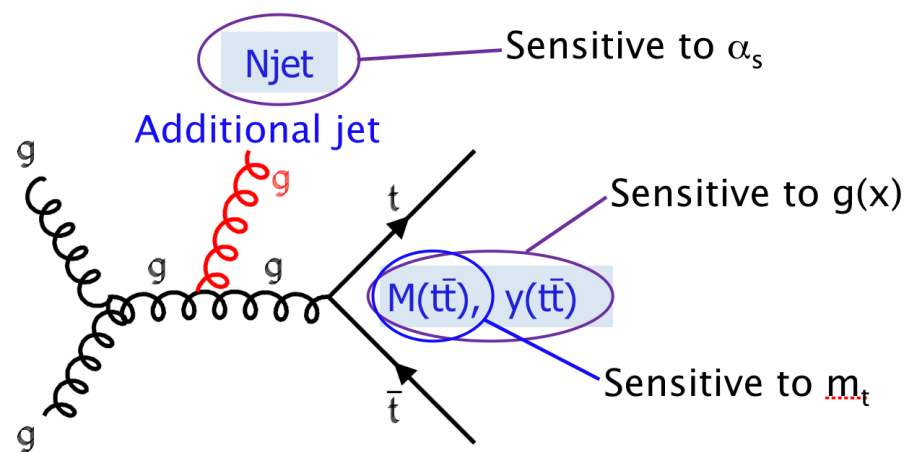 Njet
Sensitive to αs
Additional jet
g
g
t
Sensitive to g(x)
g
g
M(tt̄), y(tt̄)
Sensitive to mt
t̄
g